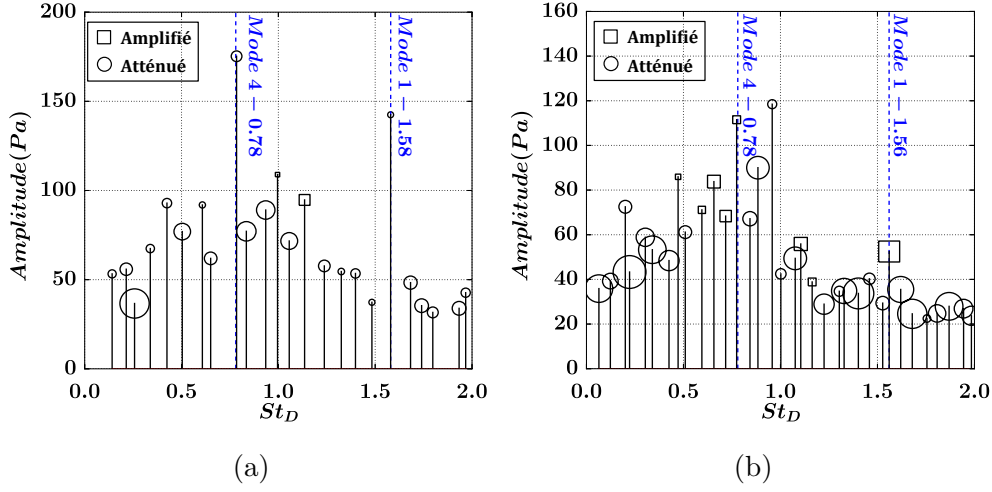 200
150
100
50
0
0.0 0.5 1.0 1.5 2.0
Amplitude(Pa)
St_D
Amplifié
Atténué
Mode 4 − 0.78
Mode 1 − 1.58
(a)
160
140
120
100
80
60
40
20
0
0.0 0.5 1.0 1.5 2.0
Amplitude(Pa)
St_D
Amplifié
Atténué
Mode 4 − 0.78
Mode 1 − 1.56
(b)